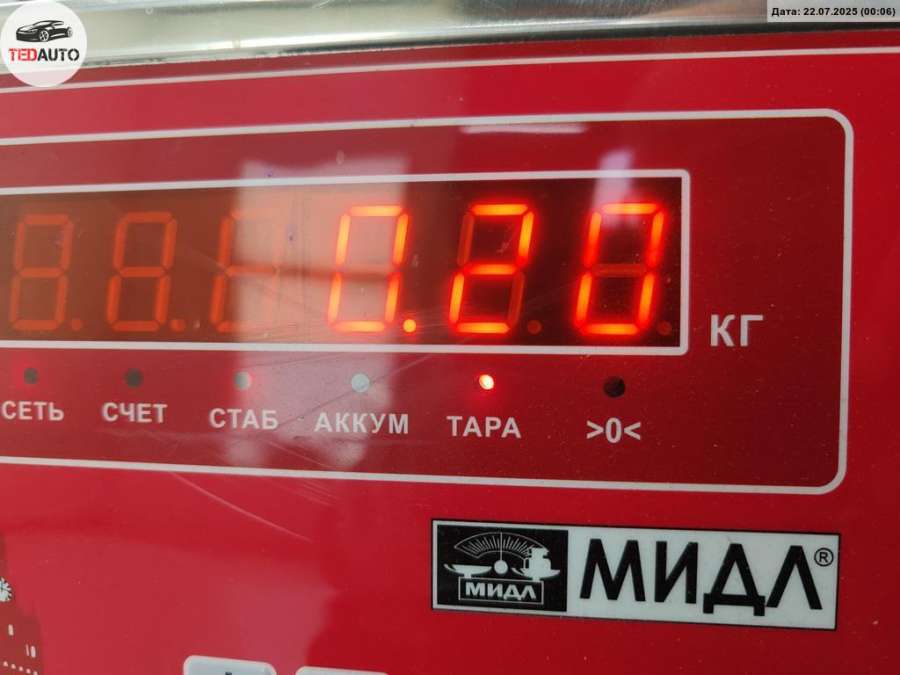 TEDAUTO
Дата: 22.07.2025 (00:06)
0.20
КГ
СЕТЬ СЧЕТ СТАБ АККУМ ТАРА >0<
МИДЛ МИДЛ®